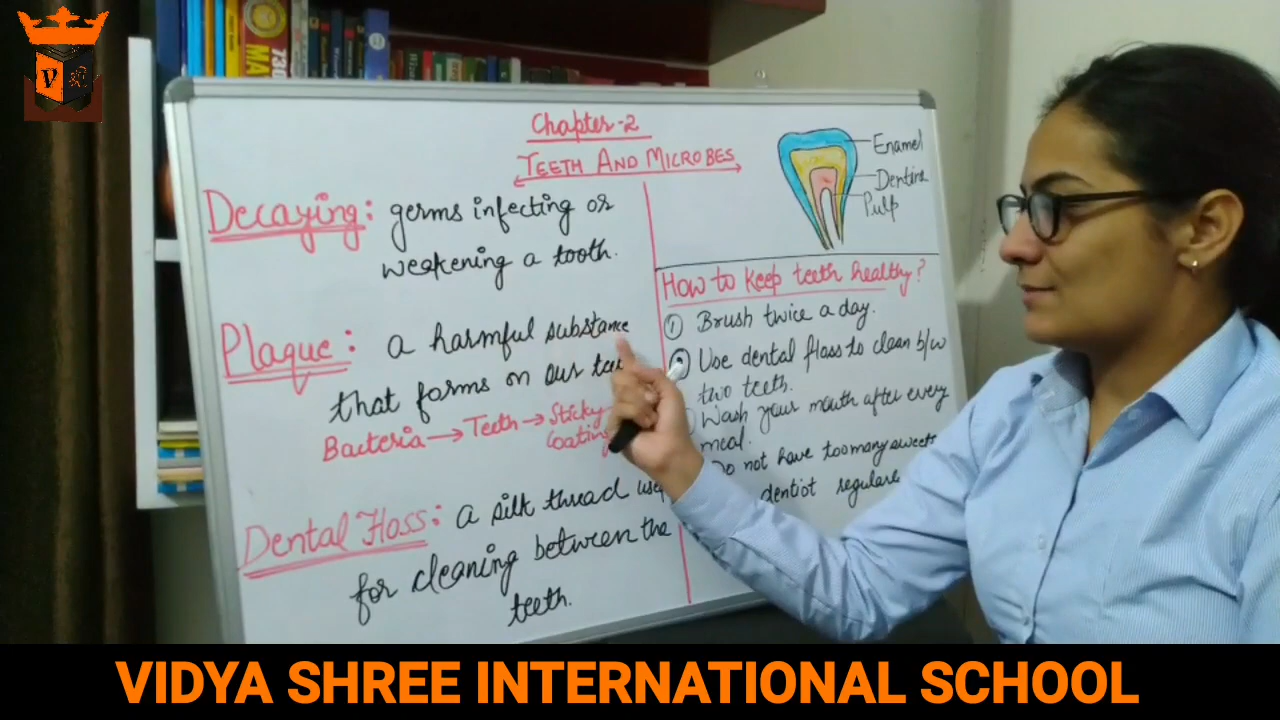 Chapter-2
TEETH AND MICROBES
Decaying: germs infecting or
weakening a tooth.
Plaque: a harmful substance
that forms on our
Bacteria → Teeth → Sticky
Coating
Dental Floss: a silk thread
for cleaning between the
teeth.
Enamel
Dentine
Pulp
How to keep teeth healthy?
① Brush twice a day.
② Use dental floss to clean b/w
two teeth.
Wash your mouth after every
meal.
Do not have too many sweets
dentist
VIDYA SHREE INTERNATIONAL SCHOOL